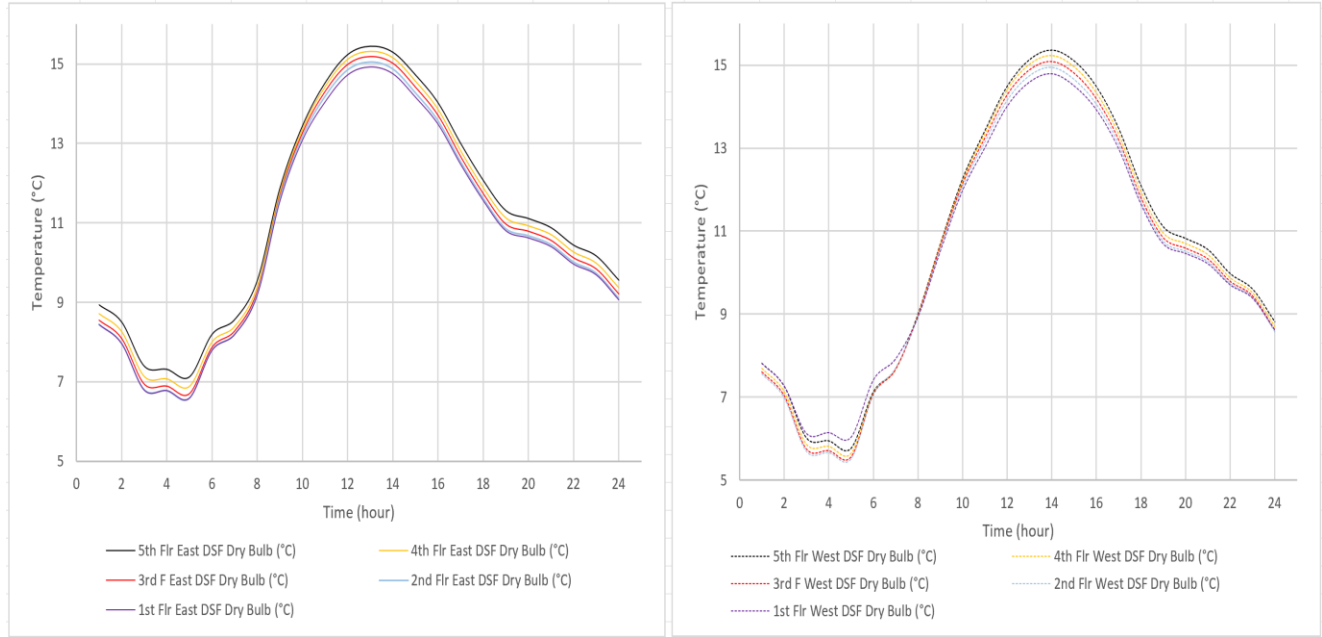 15
13
11
9
7
5
Temperature (°C)
0 2 4 6 8 10 12 14 16 18 20 22 24
Time (hour)
5th Flr East DSF Dry Bulb (°C) 4th Flr East DSF Dry Bulb (°C)
3rd F East DSF Dry Bulb (°C) 2nd Flr East DSF Dry Bulb (°C)
1st Flr East DSF Dry Bulb (°C)
15
13
11
9
7
5
Temperature (°C)
0 2 4 6 8 10 12 14 16 18 20 22 24
Time (hour)
5th Flr West DSF Dry Bulb (°C) 4th Flr West DSF Dry Bulb (°C)
3rd F West DSF Dry Bulb (°C) 2nd Flr West DSF Dry Bulb (°C)
1st Flr West DSF Dry Bulb (°C)